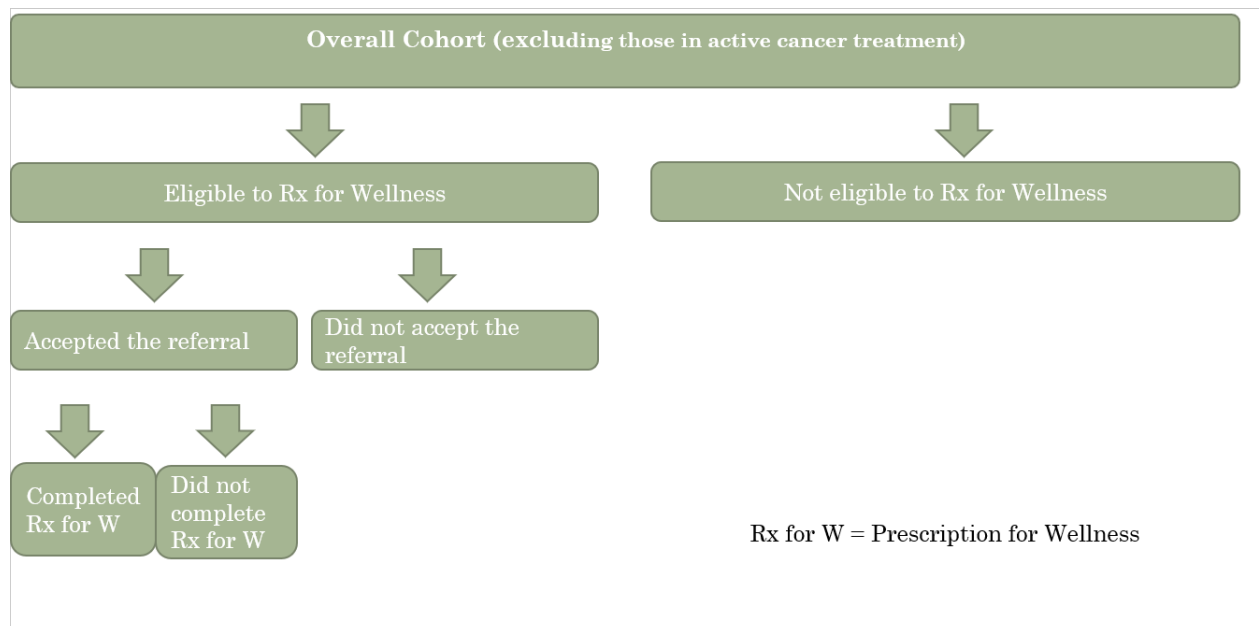 Overall Cohort (excluding those in active cancer treatment)
Eligible to Rx for Wellness
Not eligible to Rx for Wellness
Accepted the referral
Did not accept the
referral
Completed
Rx for W
Did not
complete
Rx for W
Rx for W = Prescription for Wellness